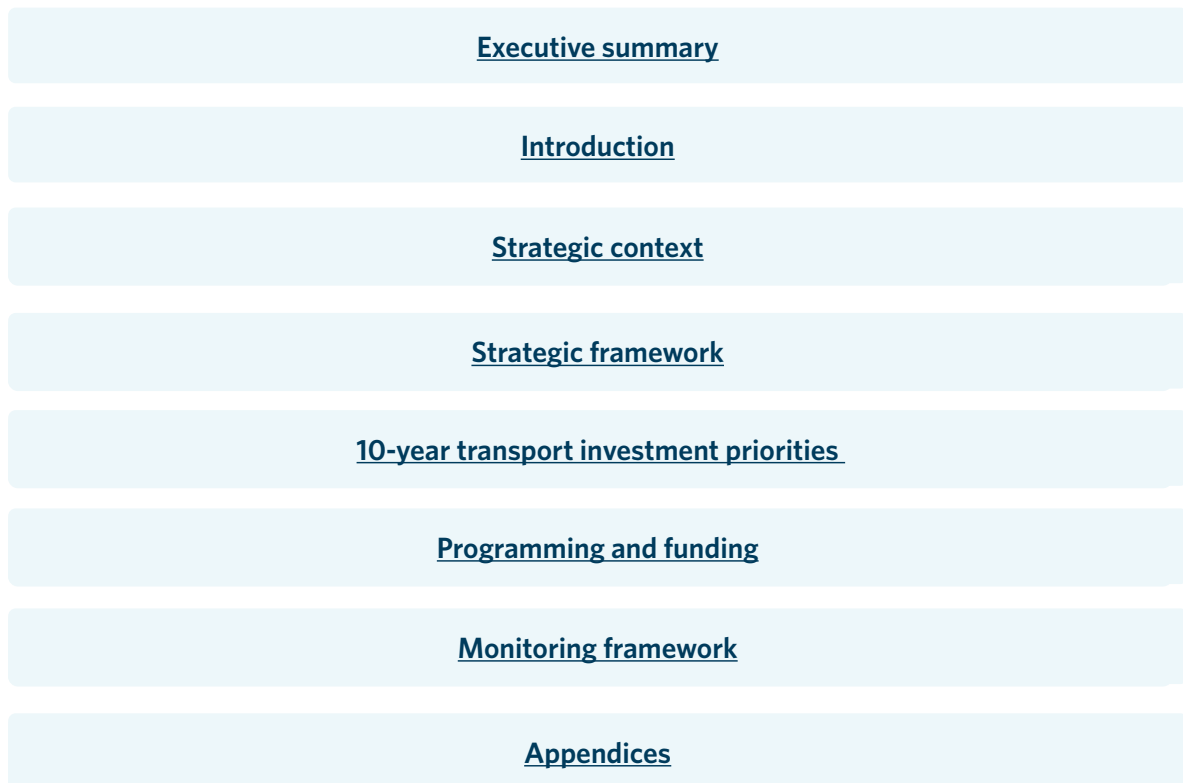 Executive summary
Introduction
Strategic context
Strategic framework
10-year transport investment priorities
Programming and funding
Monitoring framework
Appendices